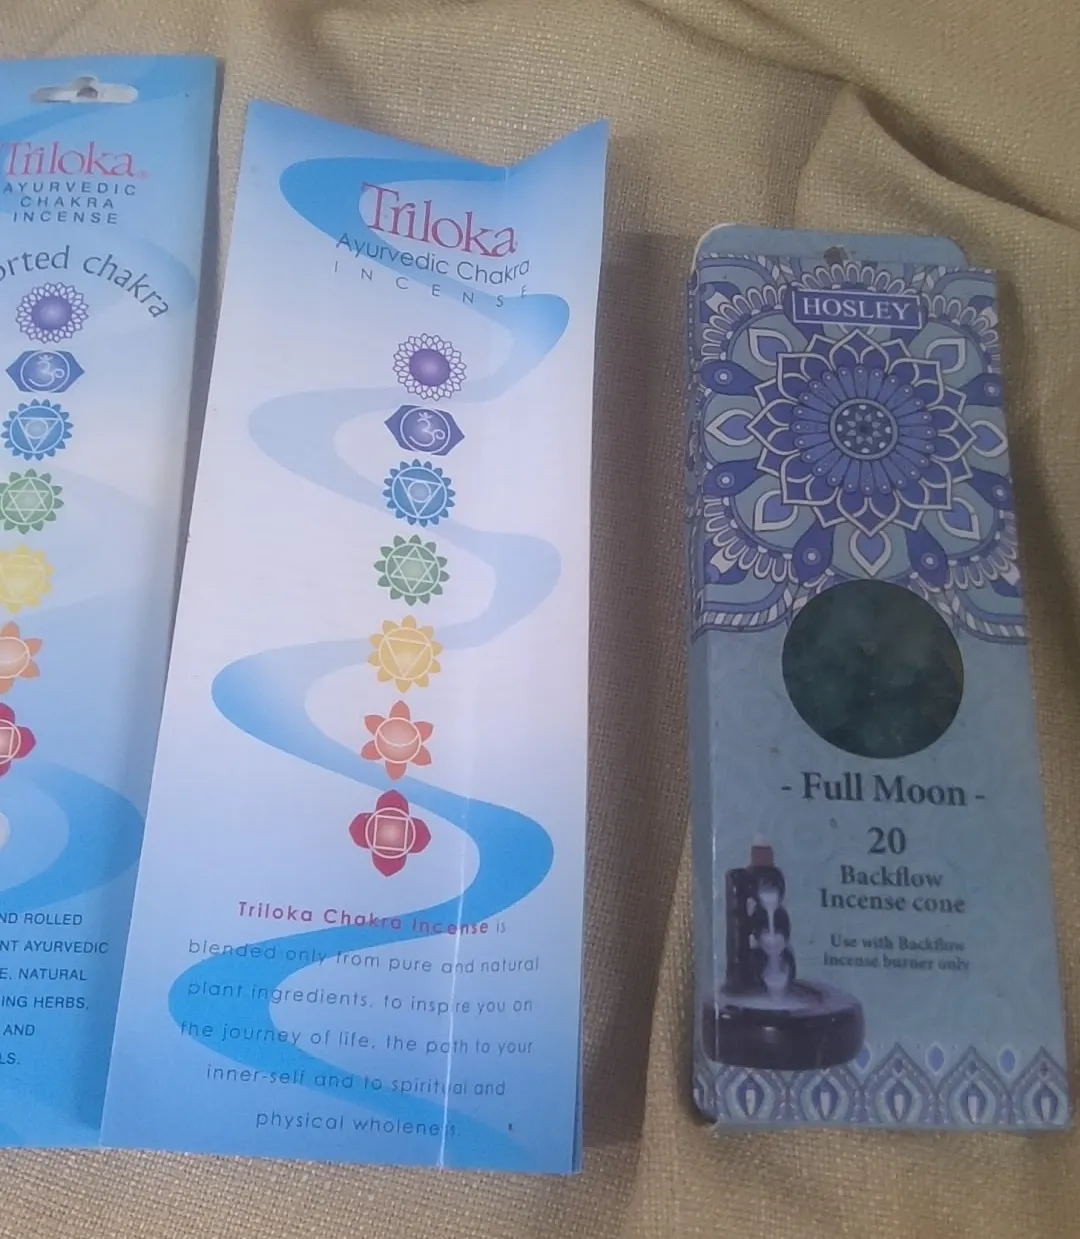 Triloka
AYURVEDIC
CHAKRA
INCENSE
orted chakra
ND ROLLED
NT AYURVEDIC
E, NATURAL
ING HERBS,
AND
LS.
Triloka
Ayurvedic Chakra
INCENSE
Triloka Chakra Incense is
blended only from pure and natural
plant ingredients, to inspire you on
the journey of life, the path to your
inner-self and to spiritual and
physical wholeness.
HOSLEY
- Full Moon -
20
Backflow
Incense cone
Use with Backflow
Incense burner only